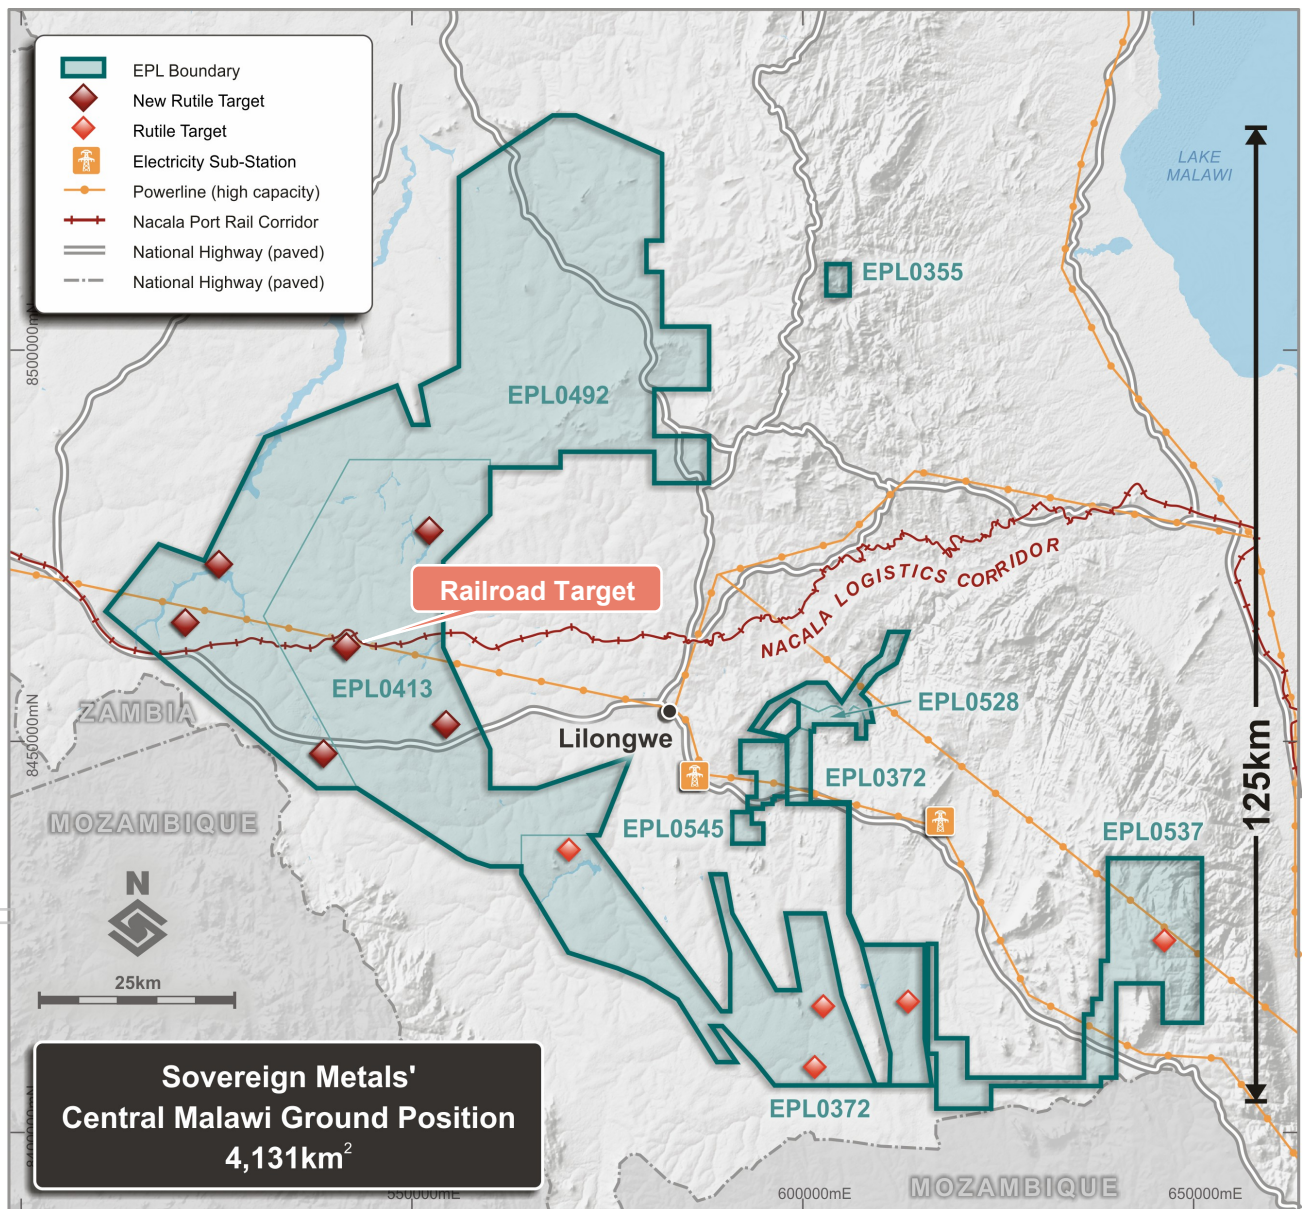 EPL Boundary
New Rutile Target
Rutile Target
Electricity Sub-Station
Powerline (high capacity)
Nacala Port Rail Corridor
National Highway (paved)
National Highway (paved)
LAKE
MALAWI
EPL0355
8500000mN
EPL0492
Railroad Target
NACALA LOGISTICS CORRIDOR
EPL0413
EPL0528
ZAMBIA
Lilongwe
8450000mN
125km
EPL0372
MOZAMBIQUE
EPL0545
EPL0537
N
25km
Sovereign Metals'
Central Malawi Ground Position
4,131km²
EPL0372
8400000mN
550000mE
600000mE
MOZAMBIQUE
650000mE